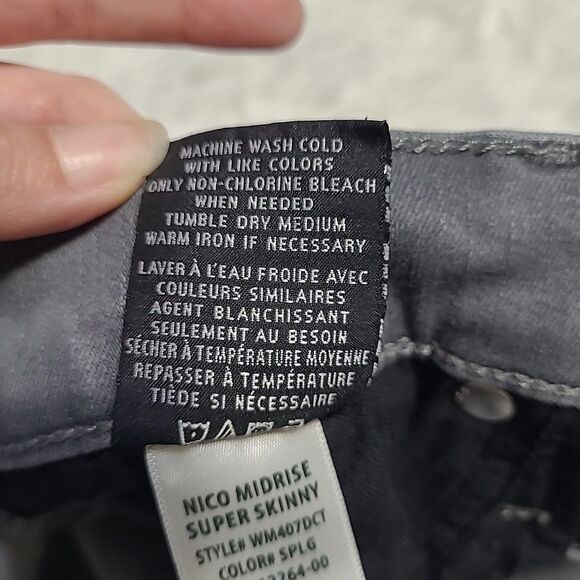 MACHINE WASH COLD
WITH LIKE COLORS
ONLY NON-CHLORINE BLEACH
WHEN NEEDED
TUMBLE DRY MEDIUM
WARM IRON IF NECESSARY
LAVER À L'EAU FROIDE AVEC
COULEURS SIMILAIRES
AGENT BLANCHISSANT
SEULEMENT AU BESOIN
SÉCHER À TEMPÉRATURE MOYENNE
REPASSER À TEMPÉRATURE
TIEDE SI NÉCESSAIRE
NICO MIDRISE
SUPER SKINNY
STYLE# WM407DCT
COLOR# SPLG